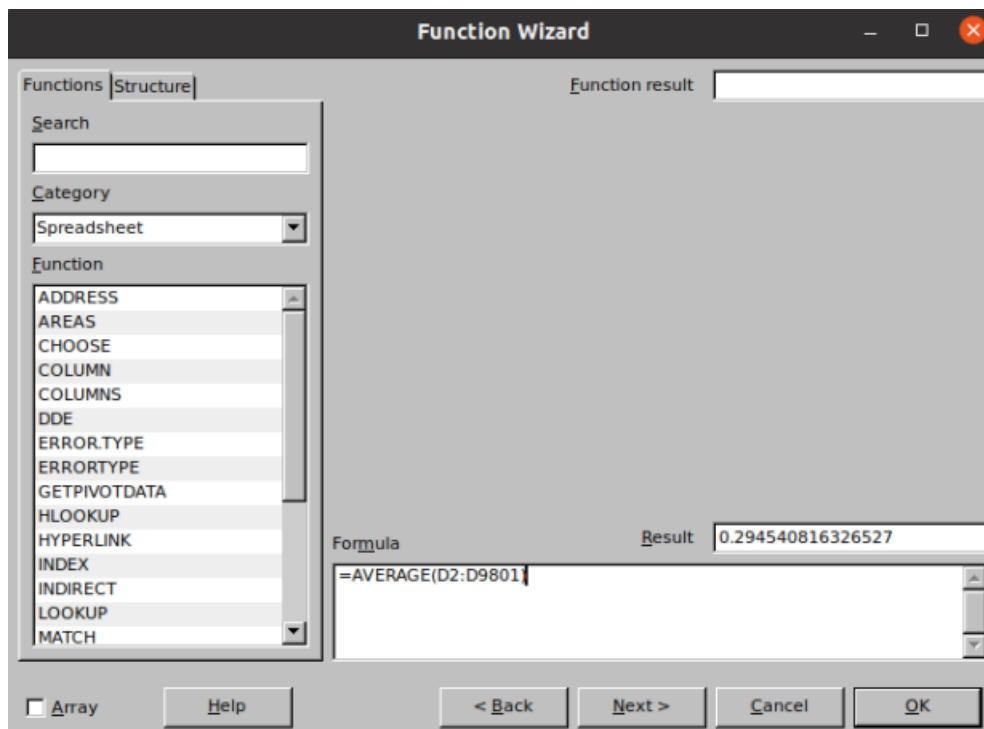 Function Wizard
Functions Structure
Function result
Search
Category
Spreadsheet
Function
ADDRESS
AREAS
CHOOSE
COLUMN
COLUMNS
DDE
ERROR.TYPE
ERRORTYPE
GETPIVOTDATA
HLOOKUP
HYPERLINK
INDEX
INDIRECT
LOOKUP
MATCH
Formula
Result 0.294540816326527
=AVERAGE(D2:D9801)
Array Help < Back Next > Cancel OK